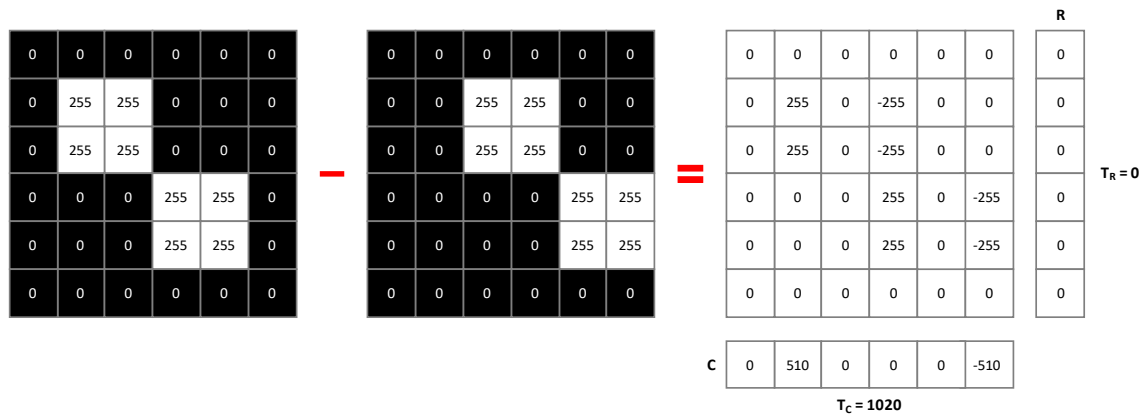 R
0 0 0 0 0 0 0 0 0 0 0 0 0 0 0 0 0 0 0
0 255 255 0 0 0 0 0 255 255 0 0 0 255 0 -255 0 0 0
0 255 255 0 0 0 0 0 255 255 0 0 0 255 0 -255 0 0 0
0 0 0 255 255 0 − 0 0 0 0 255 255 = 0 0 0 255 0 -255 0 T_R = 0
0 0 0 255 255 0 0 0 0 0 255 255 0 0 0 255 0 -255 0
0 0 0 0 0 0 0 0 0 0 0 0 0 0 0 0 0 0 0
C 0 510 0 0 0 -510
T_C = 1020